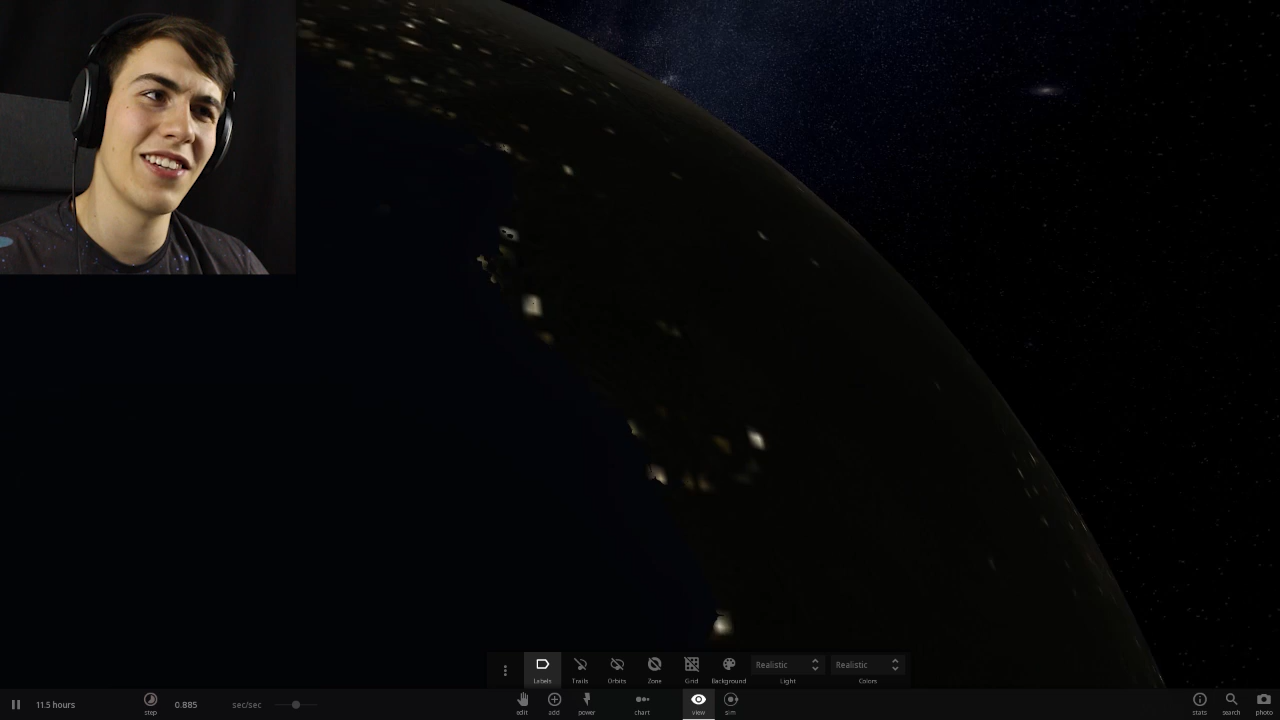 Realistic
Realistic
Labels
Trails
Orbits
Zone
Grid
Background
Light
Colors
11.5 hours
step
0.885
sec/sec
edit
add
power
chart
view
sim
stats
search
photo